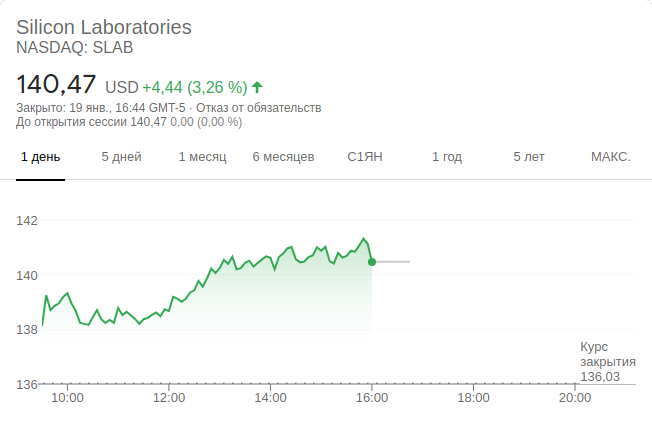 Silicon Laboratories
NASDAQ: SLAB
140,47 USD +4,44 (3,26 %)
Закрыто: 19 янв., 16:44 GMT-5 · Отказ от обязательств
До открытия сессии 140,47 0,00 (0,00 %)
1 день 5 дней 1 месяц 6 месяцев С1ЯН 1 год 5 лет МАКС.
142
140
138
Курс
закрытия
136,03
136
10:00 12:00 14:00 16:00 18:00 20:00